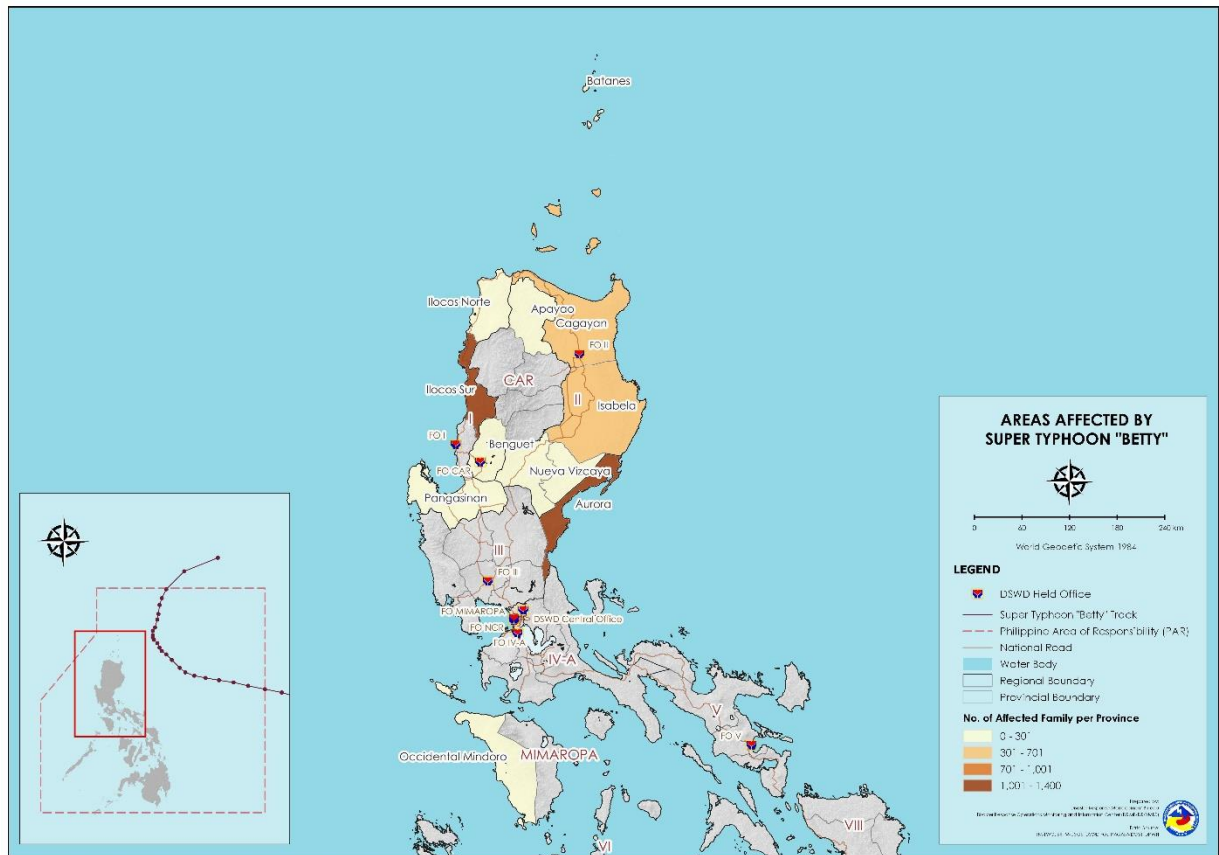 Batanes
Ilocos Norte
Apayao
Cagayan
FO II
CAR
Ilocos Sur
II
Isabela
I
FO I
Benguet
FO CAR
Nueva Vizcaya
Pangasinan
Aurora
III
FO III
FO MIMAROPA
DSWD Central Office
FO NCR
FO IV-A
IV-A
V
FO V
Occidental Mindoro
MIMAROPA
VI
VIII
AREAS AFFECTED BY
SUPER TYPHOON "BETTY"
0 60 120 180 240 km
World Geodetic System 1984
LEGEND
DSWD Field Office
Super Typhoon "Betty" Track
Philippine Area of Responsibility (PAR)
National Road
Water Body
Regional Boundary
Provincial Boundary
No. of Affected Family per Province
0 - 301
301 - 701
701 - 1,001
1,001 - 1,400
Prepared by: